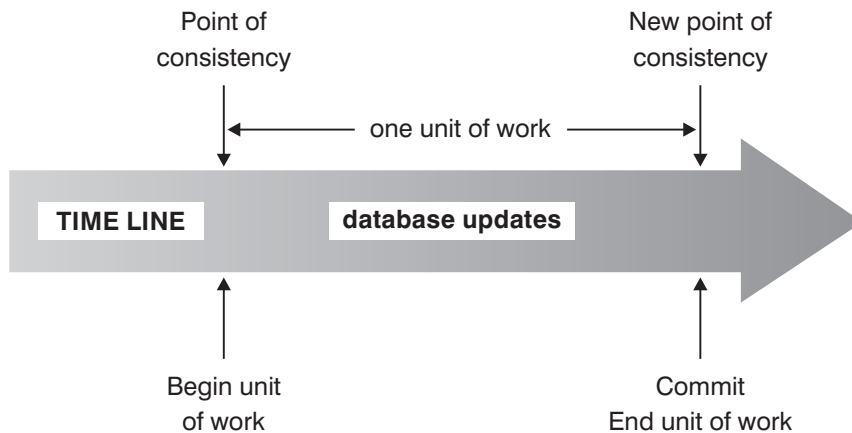 Point of
consistency
New point of
consistency
one unit of work
TIME LINE
database updates
Begin unit
of work
Commit
End unit of work